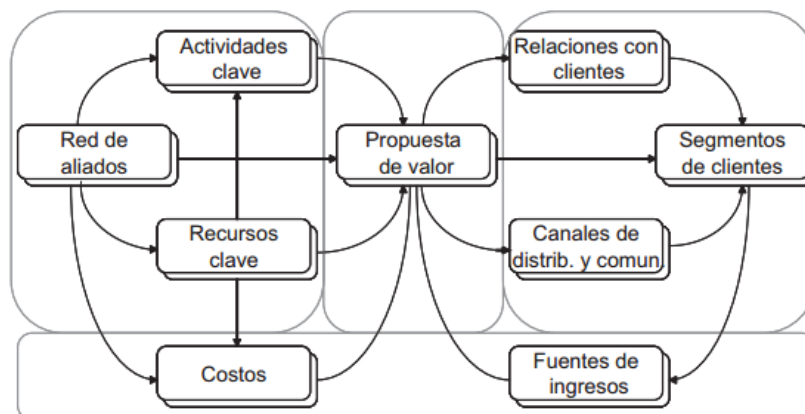 Actividades
clave
Relaciones con
clientes
Red de
aliados
Propuesta
de valor
Segmentos
de clientes
Recursos
clave
Canales de
distrib. y comun.
Costos
Fuentes de
ingresos